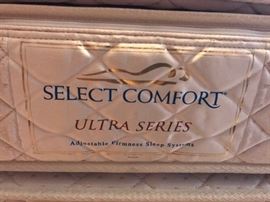 SELECT COMFORT®
ULTRA SERIES
Adjustable Firmness Sleep Systems